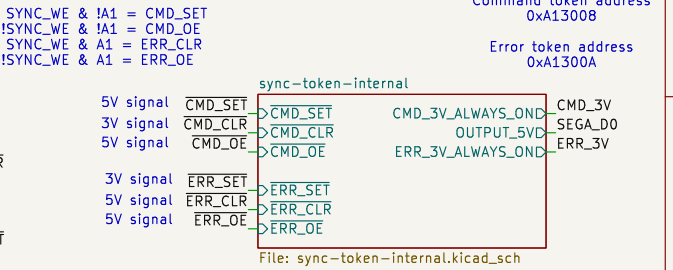 Command token address
SYNC_WE & !A1 = CMD_SET
0xA13008
!SYNC_WE & !A1 = CMD_OE
SYNC_WE & A1 = ERR_CLR
Error token address
!SYNC_WE & A1 = ERR_OE
0xA1300A
sync-token-internal
5V signal CMD_SET CMD_SET CMD_3V_ALWAYS_ON CMD_3V
3V signal CMD_CLR CMD_CLR OUTPUT_5V SEGA_D0
5V signal CMD_OE CMD_OE ERR_3V_ALWAYS_ON ERR_3V
3V signal ERR_SET ERR_SET
5V signal ERR_CLR ERR_CLR
5V signal ERR_OE ERR_OE
File: sync-token-internal.kicad_sch